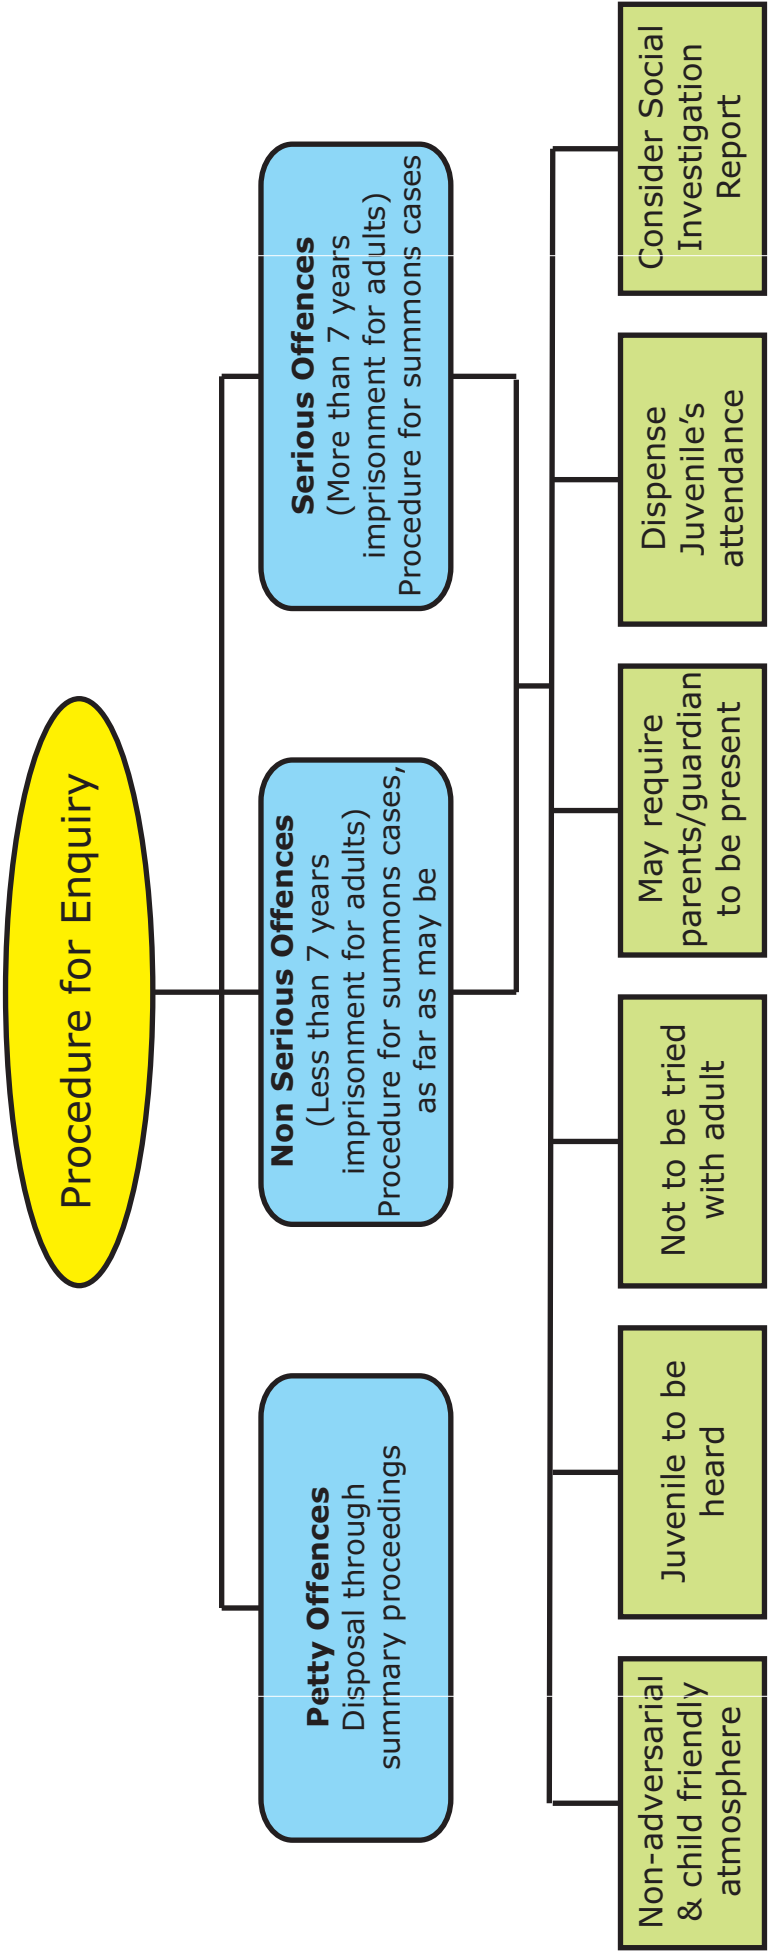 Procedure for Enquiry
Petty Offences
Disposal through
summary proceedings
Non Serious Offences
(Less than 7 years
imprisonment for adults)
Procedure for summons cases,
as far as may be
Serious Offences
(More than 7 years
imprisonment for adults)
Procedure for summons cases
Non-adversarial
& child friendly
atmosphere
Juvenile to be
heard
Not to be tried
with adult
May require
parents/guardian
to be present
Dispense
Juvenile’s
attendance
Consider Social
Investigation
Report